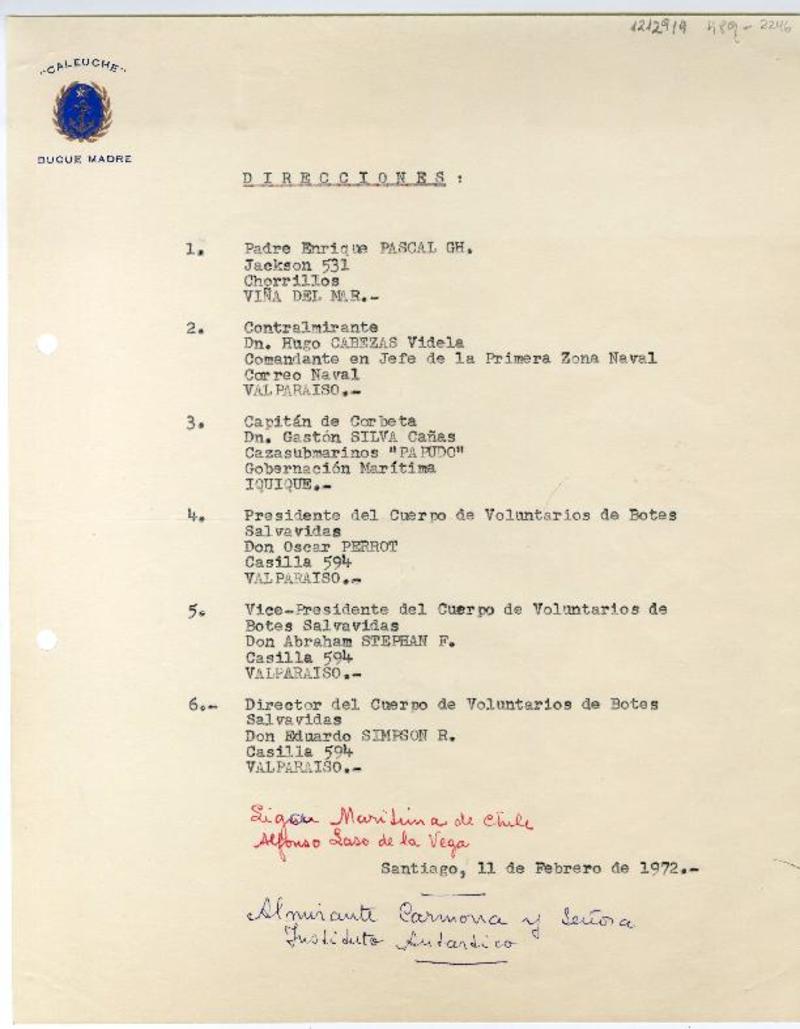 1212919 489-2246
"CALEUCHE"
BUQUE MADRE
DIRECCIONES:
1. Padre Enrique PASCAL GH.
Jackson 531
Chorrillos
VIÑA DEL MAR.-
2. Contralmirante
Dn. Hugo CABEZAS Videla
Comandante en Jefe de la Primera Zona Naval
Correo Naval
VALPARAISO.-
3. Capitán de Corbeta
Dn. Gastón SILVA Cañas
Cazasubmarinos "PAPUDO"
Gobernación Marítima
IQUIQUE.-
4. Presidente del Cuerpo de Voluntarios de Botes
Salvavidas
Don Oscar PERROT
Casilla 594
VALPARAISO.-
5. Vice-Presidente del Cuerpo de Voluntarios de
Botes Salvavidas
Don Abraham STEPHAN F.
Casilla 594
VALPARAISO.-
6.- Director del Cuerpo de Voluntarios de Botes
Salvavidas
Don Eduardo SIMPSON R.
Casilla 594
VALPARAISO.-
Liga Maritima de Chile
Alfonso Laso de la Vega
Santiago, 11 de Febrero de 1972.-
Almirante Carmona y Señora
Instituto Antartico